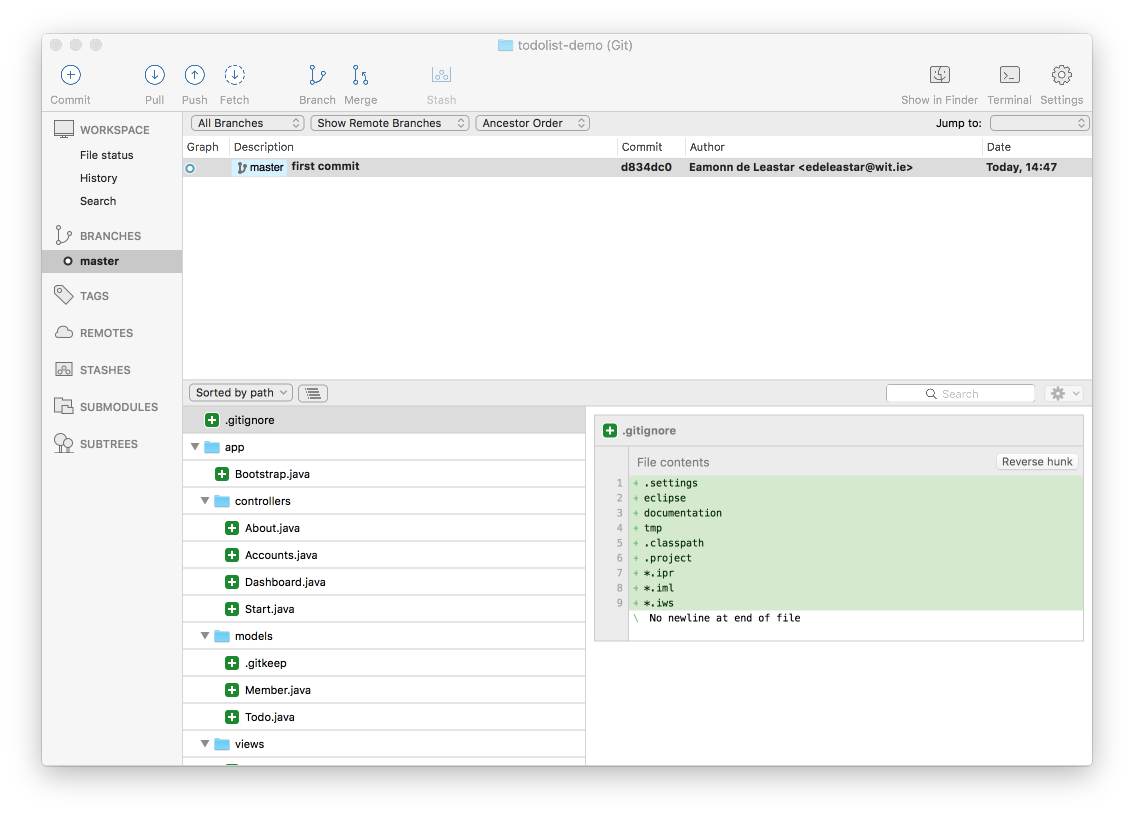 todolist-demo (Git)
Commit Pull Push Fetch Branch Merge Stash Show in Finder Terminal Settings
WORKSPACE
File status
History
Search
BRANCHES
master
TAGS
REMOTES
STASHES
SUBMODULES
SUBTREES
All Branches Show Remote Branches Ancestor Order Jump to:
Graph Description Commit Author Date
master first commit d834dc0 Eamonn de Leastar <edeleastar@wit.ie> Today, 14:47
Sorted by path Search
.gitignore
app
Bootstrap.java
controllers
About.java
Accounts.java
Dashboard.java
Start.java
models
.gitkeep
Member.java
Todo.java
views
.gitignore
File contents Reverse hunk
1 + .settings
2 + eclipse
3 + documentation
4 + tmp
5 + .classpath
6 + .project
7 + *.ipr
8 + *.iml
9 + *.iws
\ No newline at end of file